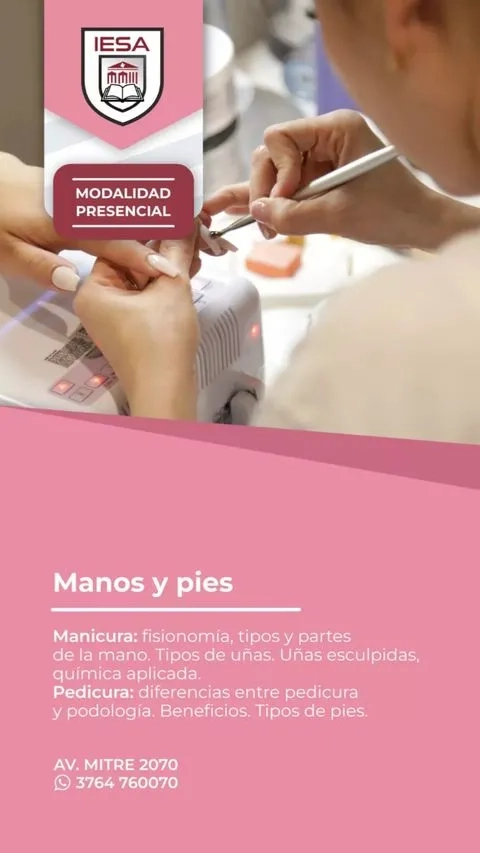 IESA
MODALIDAD
PRESENCIAL
Manos y pies
Manicura: fisionomía, tipos y partes
de la mano. Tipos de uñas. Uñas esculpidas,
química aplicada.
Pedicura: diferencias entre pedicura
y podología. Beneficios. Tipos de pies.
AV. MITRE 2070
3764 760070